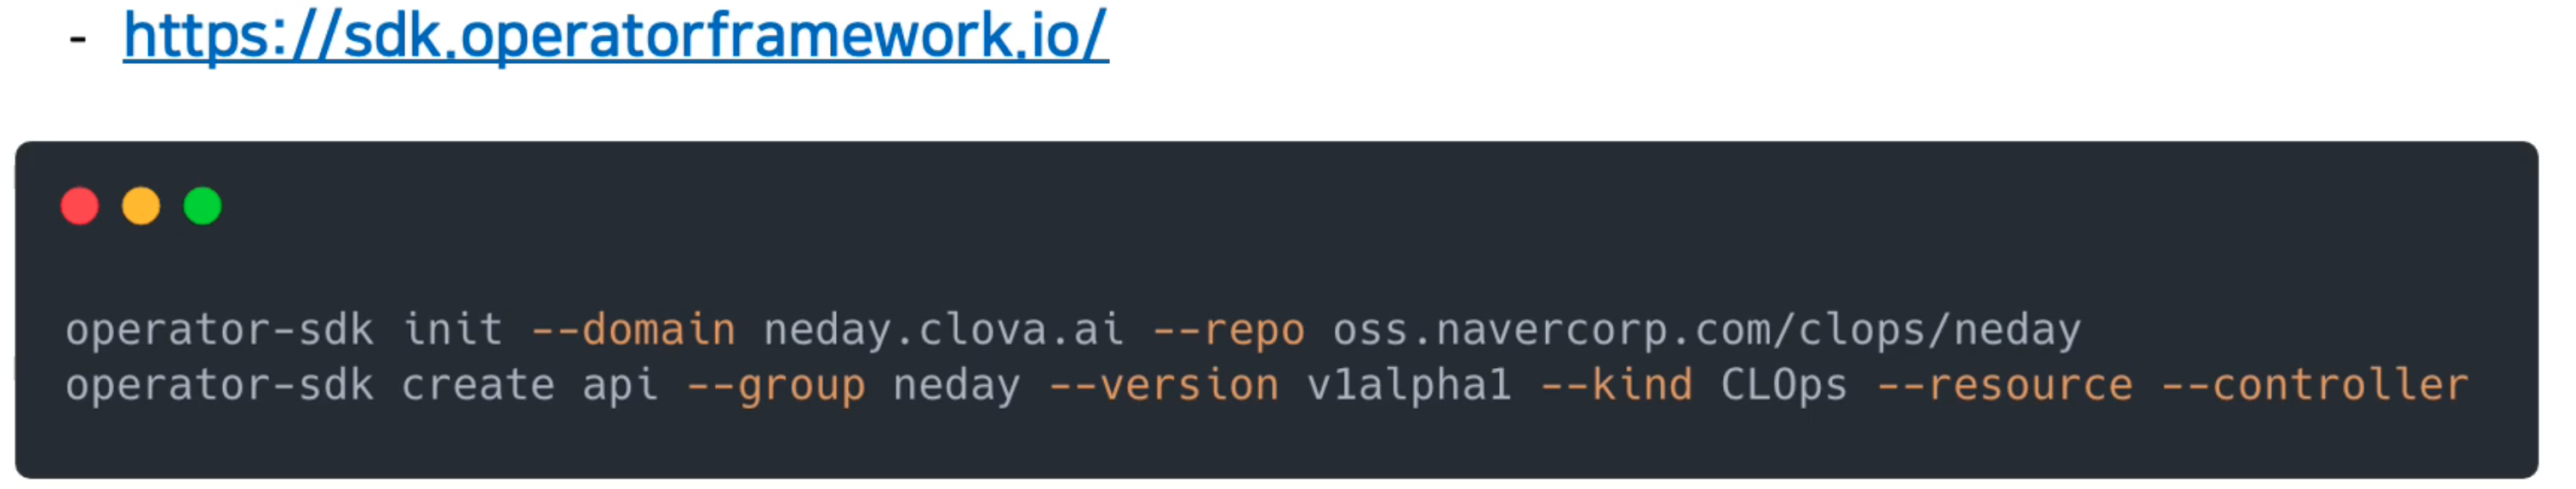 - https://sdk.operatorframework.io/
operator-sdk init --domain neday.clova.ai --repo oss.navercorp.com/clops/neday
operator-sdk create api --group neday --version v1alpha1 --kind CLOps --resource --controller